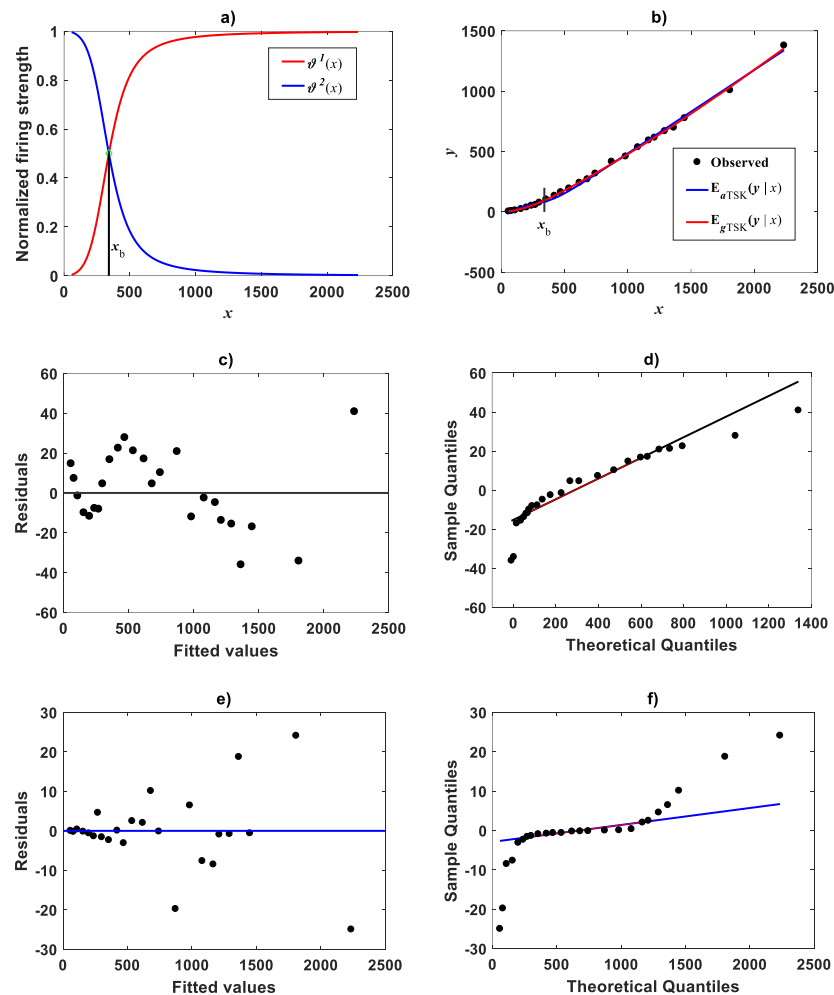 a)
Normalized firing strength
1
0.8
0.6
0.4
0.2
0
ϑ¹(x)
ϑ²(x)
x_b
0 500 1000 1500 2000 2500
x
b)
y
1500
1000
500
0
-500
x_b
Observed
E_aTSK(y | x)
E_gTSK(y | x)
0 500 1000 1500 2000 2500
x
c)
Residuals
60
40
20
0
-20
-40
-60
0 500 1000 1500 2000 2500
Fitted values
d)
Sample Quantiles
60
40
20
0
-20
-40
-60
0 200 400 600 800 1000 1200 1400
Theoretical Quantiles
e)
Residuals
30
20
10
0
-10
-20
-30
0 500 1000 1500 2000 2500
Fitted values
f)
Sample Quantiles
30
20
10
0
-10
-20
-30
0 500 1000 1500 2000 2500
Theoretical Quantiles